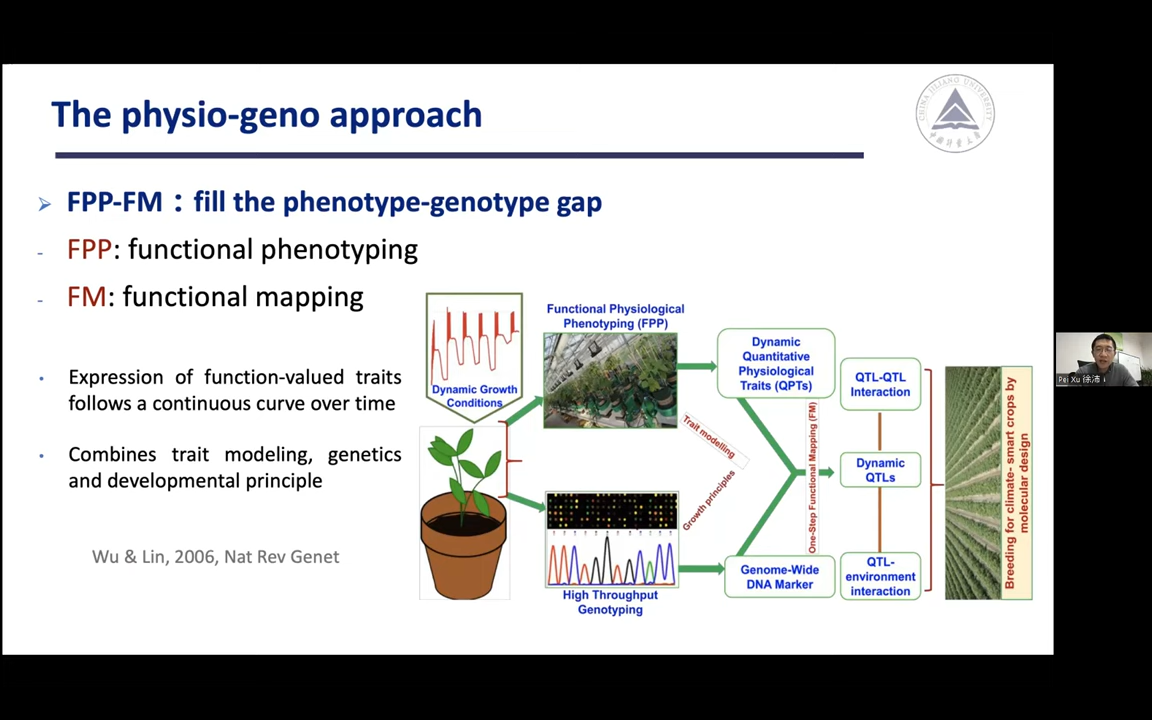 The physio-geno approach
CHINA JILIANG UNIVERSITY
➢ FPP-FM：fill the phenotype-genotype gap
- FPP: functional phenotyping
- FM: functional mapping
• Expression of function-valued traits
follows a continuous curve over time
• Combines trait modeling, genetics
and developmental principle
Wu & Lin, 2006, Nat Rev Genet
Dynamic Growth
Conditions
Functional Physiological
Phenotyping (FPP)
High Throughput
Genotyping
Trait modelling
Growth principles
Dynamic
Quantitative
Physiological
Traits (QPTs)
One-Step Functional Mapping (FM)
Genome-Wide
DNA Marker
QTL-QTL
Interaction
Dynamic
QTLs
QTL-
environment
interaction
Breeding for climate- smart crops by
molecular design
Pei Xu 徐沛